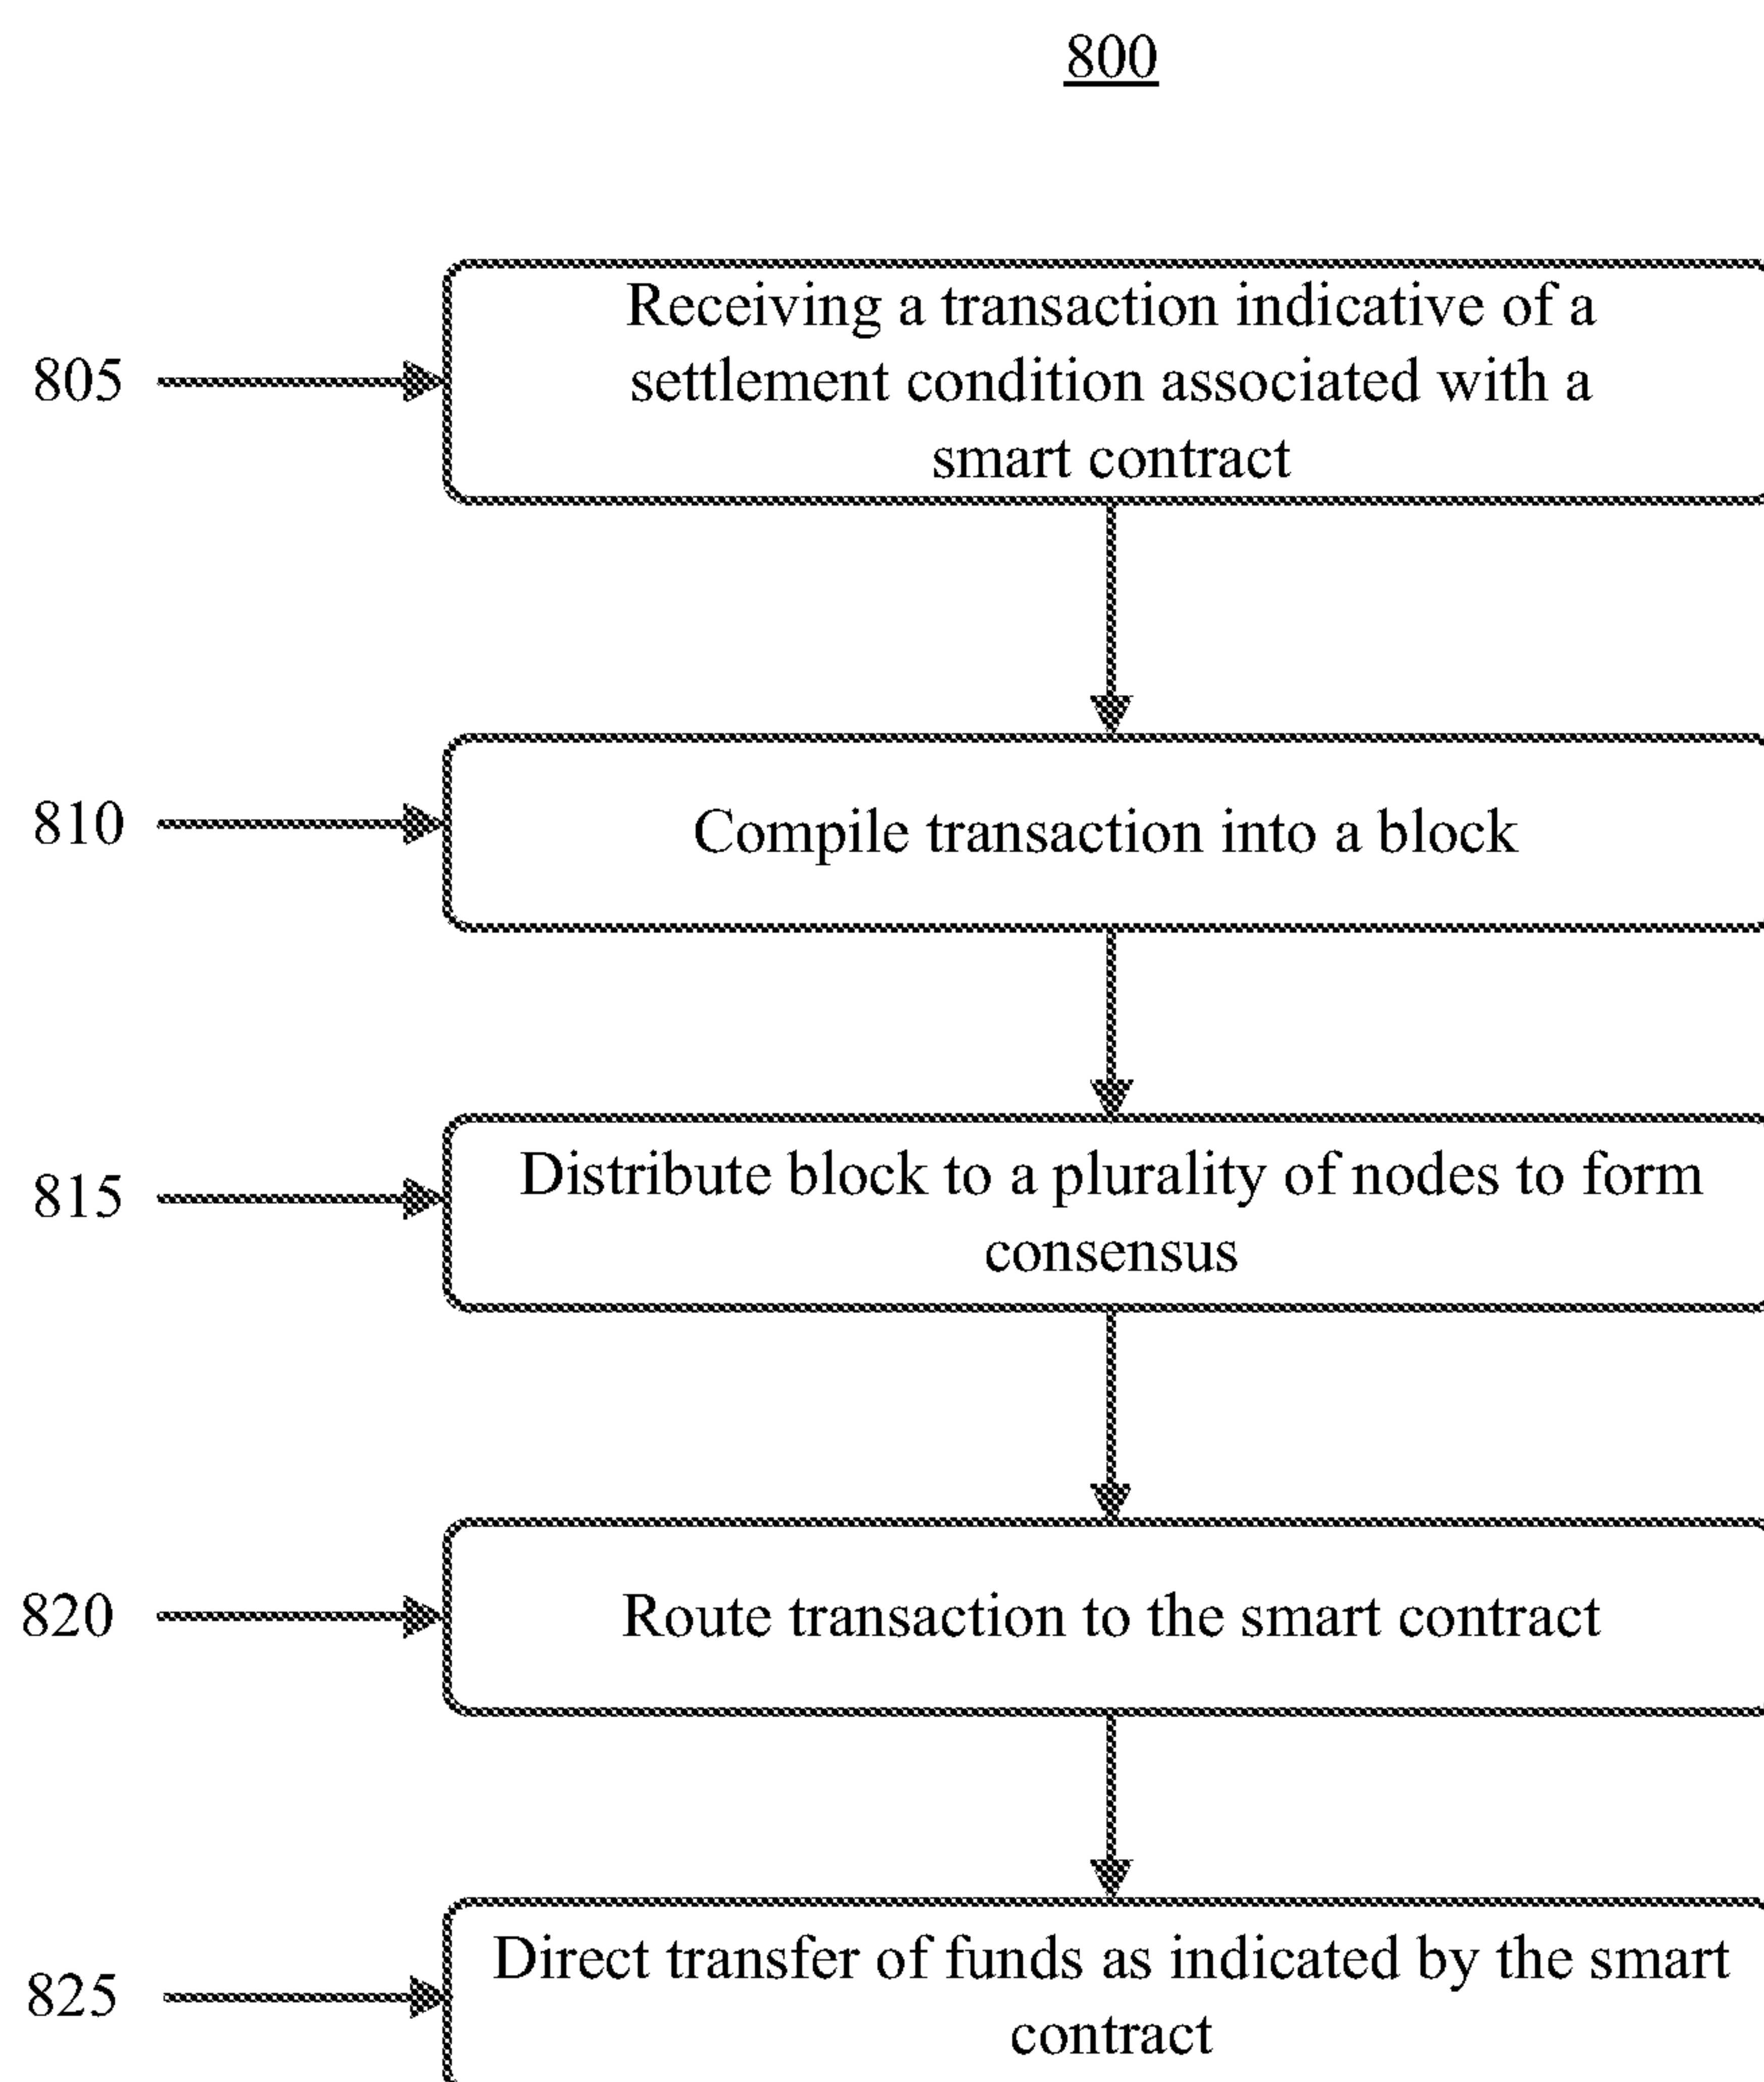 800
805
Receiving a transaction indicative of a
settlement condition associated with a
smart contract
810
Compile transaction into a block
815
Distribute block to a plurality of nodes to form
consensus
820
Route transaction to the smart contract
825
Direct transfer of funds as indicated by the smart
contract